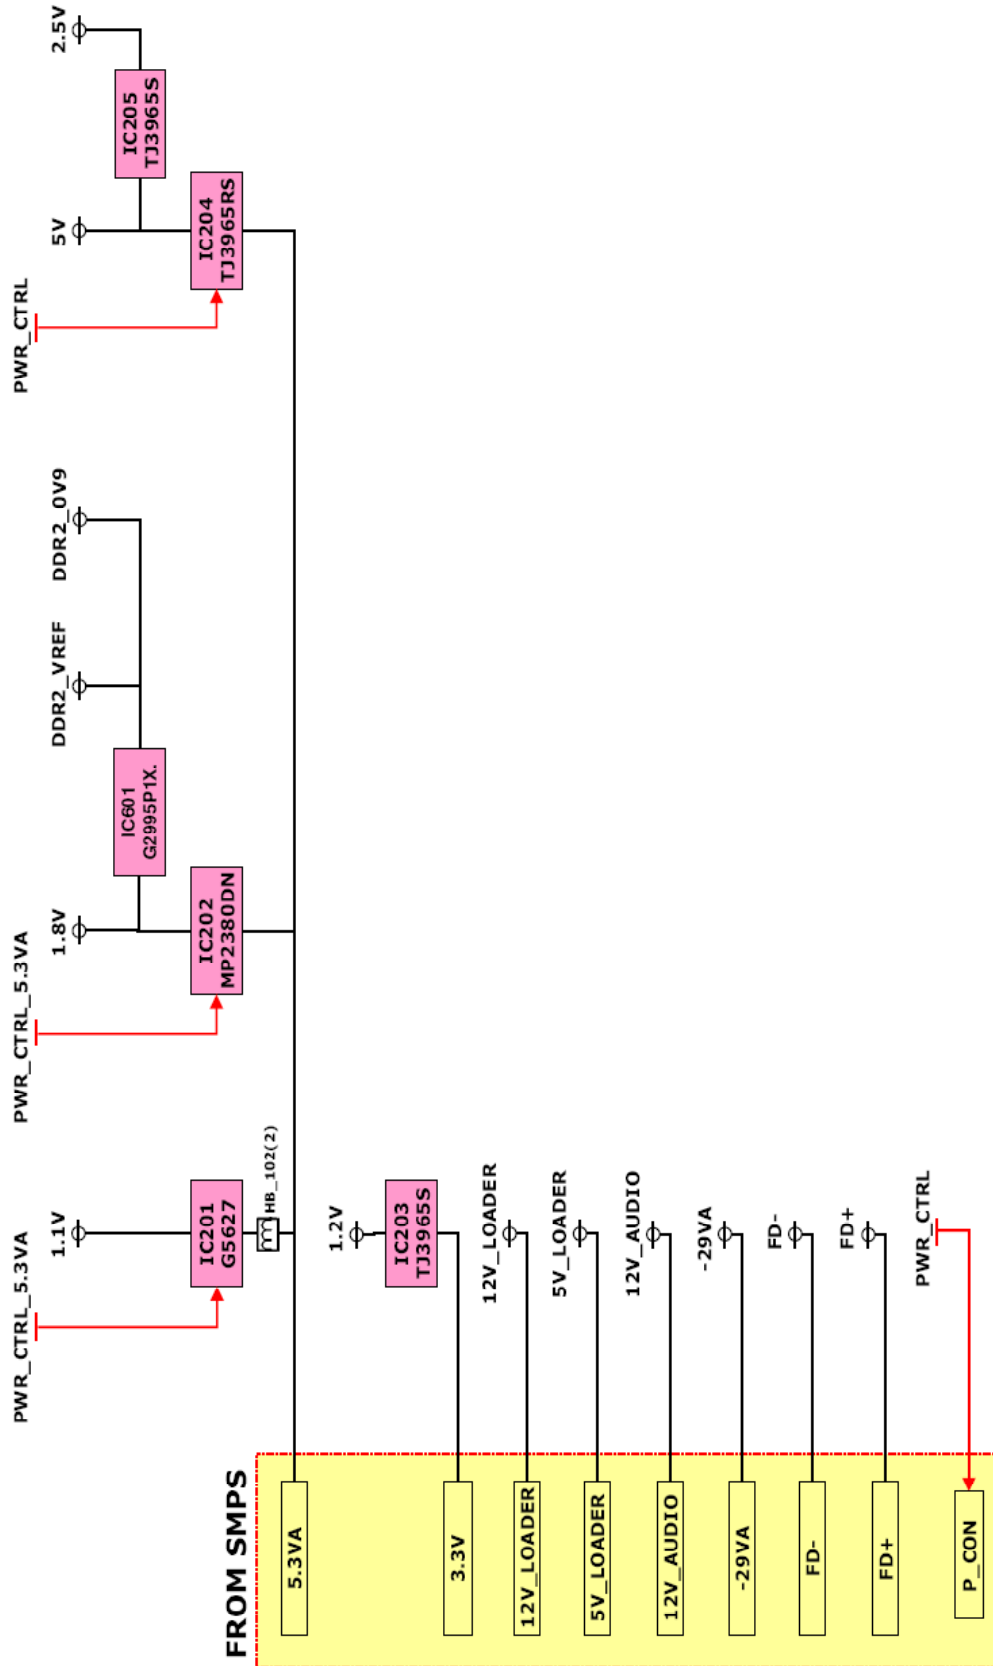 PWR_CTRL_5.3VA
PWR_CTRL_5.3VA
PWR_CTRL
1.1V
1.8V
DDR2_VREF
DDR2_0V9
5V
2.5V
IC601
G2995P1X.
IC205
TJ3965S
IC201
G5627
IC202
MP2380DN
IC204
TJ3965RS
FROM SMPS
HB_102(2)
5.3VA
1.2V
IC203
TJ3965S
3.3V
12V_LOADER
12V_LOADER
5V_LOADER
5V_LOADER
12V_AUDIO
12V_AUDIO
-29VA
-29VA
FD-
FD-
FD+
FD+
PWR_CTRL
P_CON